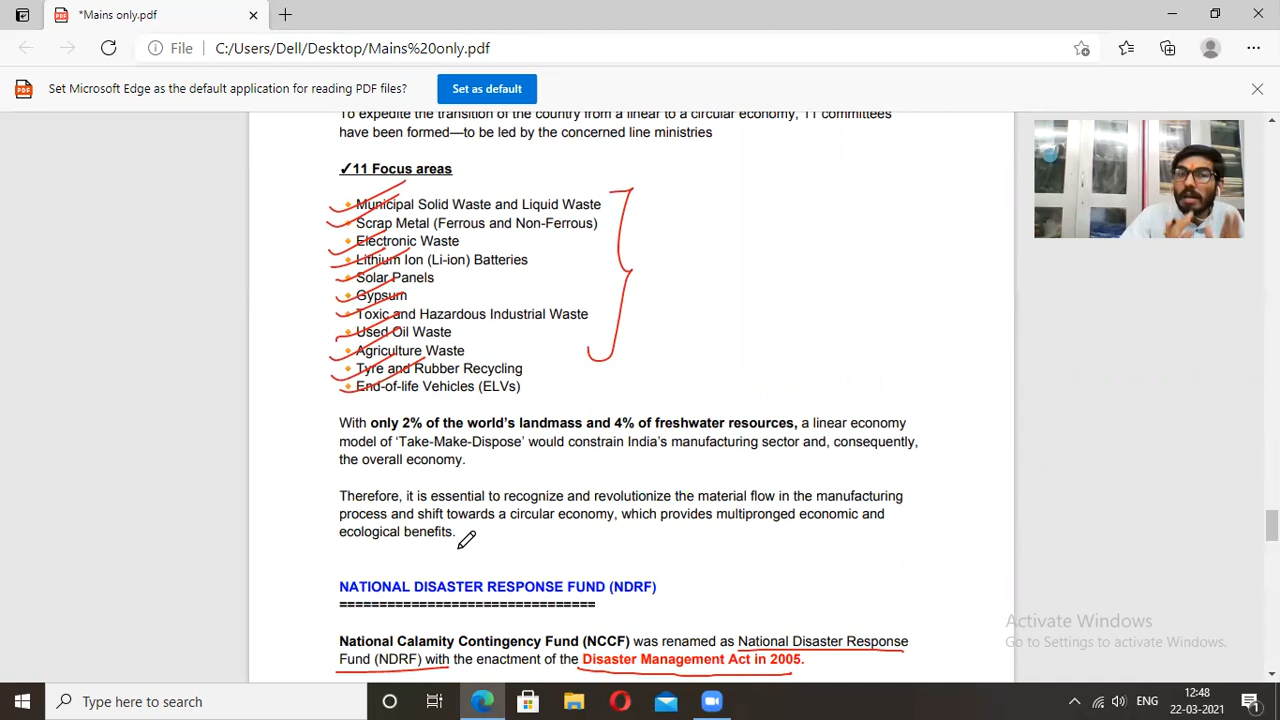 *Mains only.pdf
File
C:/Users/Dell/Desktop/Mains%20only.pdf
Set Microsoft Edge as the default application for reading PDF files?
Set as default
To expedite the transition of the country from a linear to a circular economy, 11 committees
have been formed—to be led by the concerned line ministries
✓11 Focus areas
🔸Municipal Solid Waste and Liquid Waste
🔸Scrap Metal (Ferrous and Non-Ferrous)
🔸Electronic Waste
🔸Lithium Ion (Li-ion) Batteries
🔸Solar Panels
🔸Gypsum
🔸Toxic and Hazardous Industrial Waste
🔸Used Oil Waste
🔸Agriculture Waste
🔸Tyre and Rubber Recycling
🔸End-of-life Vehicles (ELVs)
With only 2% of the world's landmass and 4% of freshwater resources, a linear economy
model of ‘Take-Make-Dispose’ would constrain India's manufacturing sector and, consequently,
the overall economy.
Therefore, it is essential to recognize and revolutionize the material flow in the manufacturing
process and shift towards a circular economy, which provides multipronged economic and
ecological benefits.
NATIONAL DISASTER RESPONSE FUND (NDRF)
==============================
National Calamity Contingency Fund (NCCF) was renamed as National Disaster Response
Fund (NDRF) with the enactment of the Disaster Management Act in 2005.
Activate Windows
Go to Settings to activate Windows.
Type here to search
ENG
12:48
22-03-2021